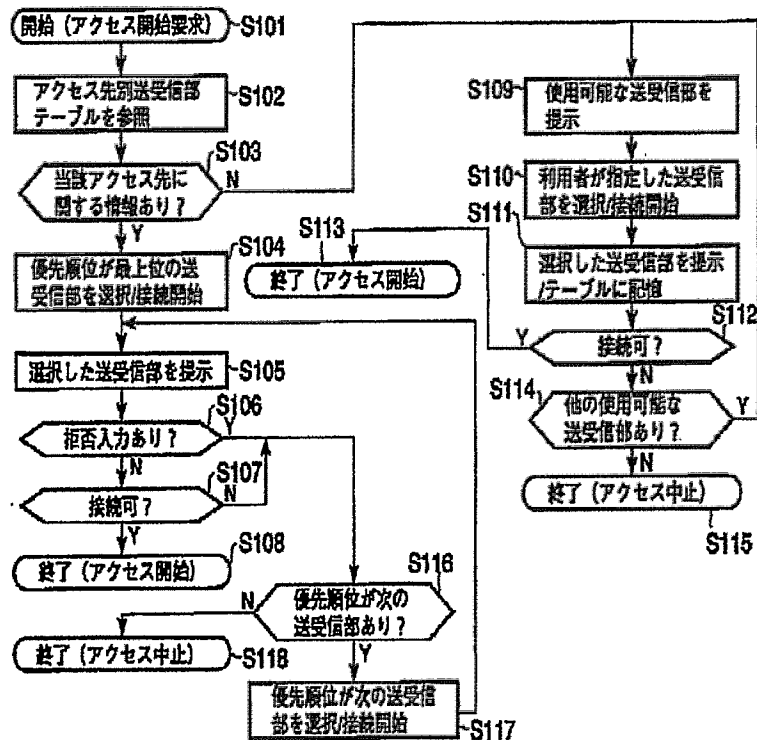 開始(アクセス開始要求)
S101
アクセス先別送受信部
テーブルを参照
S102
当該アクセス先に
関する情報あり?
S103
N
Y
優先順位が最上位の送
受信部を選択/接続開始
S104
選択した送受信部を提示
S105
拒否入力あり?
S106
Y
N
接続可?
S107
N
Y
終了(アクセス開始)
S108
S109
使用可能な送受信部を
提示
S110
利用者が指定した送受信
部を選択/接続開始
S111
選択した送受信部を提示
/テーブルに記憶
S112
接続可?
Y
N
S113
終了(アクセス開始)
S114
他の使用可能な
送受信部あり?
Y
N
終了(アクセス中止)
S115
S116
優先順位が次の
送受信部あり?
N
Y
終了(アクセス中止)
S118
優先順位が次の送受信
部を選択/接続開始
S117